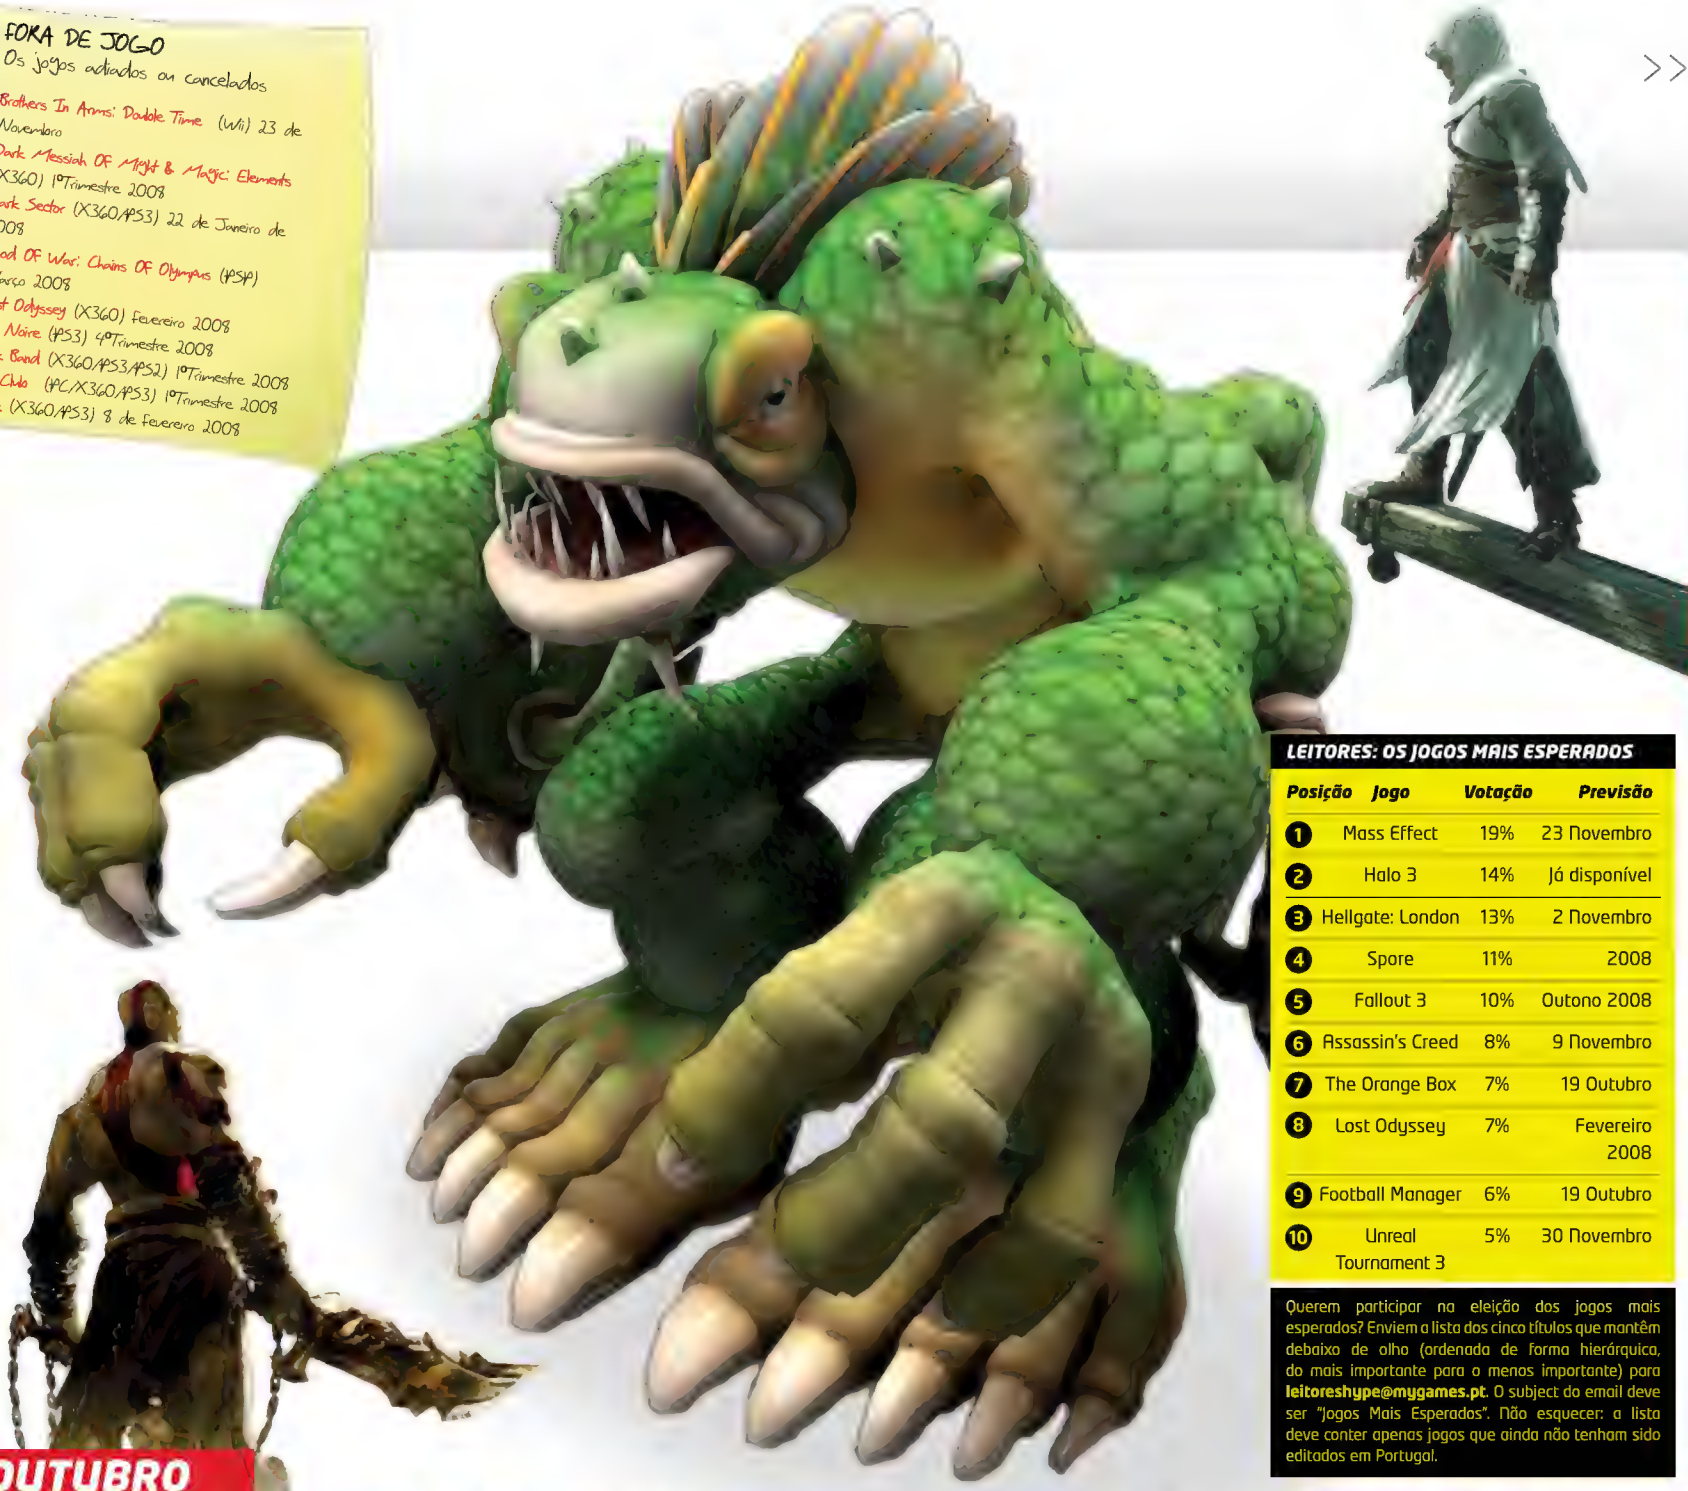 FORA DE JOGO
Os jogos adiados ou cancelados
Brothers In Arms: Double Time (Wii) 23 de
Novembro
Dark Messiah Of Might & Magic: Elements
X360) 1ºTrimestre 2008
ark Sector (X360/PS3) 22 de Janeiro de
008
od Of War: Chains Of Olympus (PSP)
arço 2008
st Odyssey (X360) Fevereiro 2008
Noire (PS3) 4ºTrimestre 2008
Band (X360/PS3/PS2) 1ºTrimestre 2008
Club (PC/X360/PS3) 1ºTrimestre 2008
(X360/PS3) 8 de Fevereiro 2008
>>
LEITORES: OS JOGOS MAIS ESPERADOS
Posição Jogo Votação Previsão
1 Mass Effect 19% 23 Novembro
2 Halo 3 14% Já disponível
3 Hellgate: London 13% 2 Novembro
4 Spore 11% 2008
5 Fallout 3 10% Outono 2008
6 Assassin's Creed 8% 9 Novembro
7 The Orange Box 7% 19 Outubro
8 Lost Odyssey 7% Fevereiro
2008
9 Football Manager 6% 19 Outubro
10 Unreal 5% 30 Novembro
Tournament 3
Querem participar na eleição dos jogos mais
esperados? Enviem a lista dos cinco títulos que mantêm
debaixo de olho (ordenada de forma hierárquica,
do mais importante para o menos importante) para
leitoreshype@mygames.pt. O subject do email deve
ser "Jogos Mais Esperados". Não esquecer: a lista
deve conter apenas jogos que ainda não tenham sido
editados em Portugal.
OUTUBRO